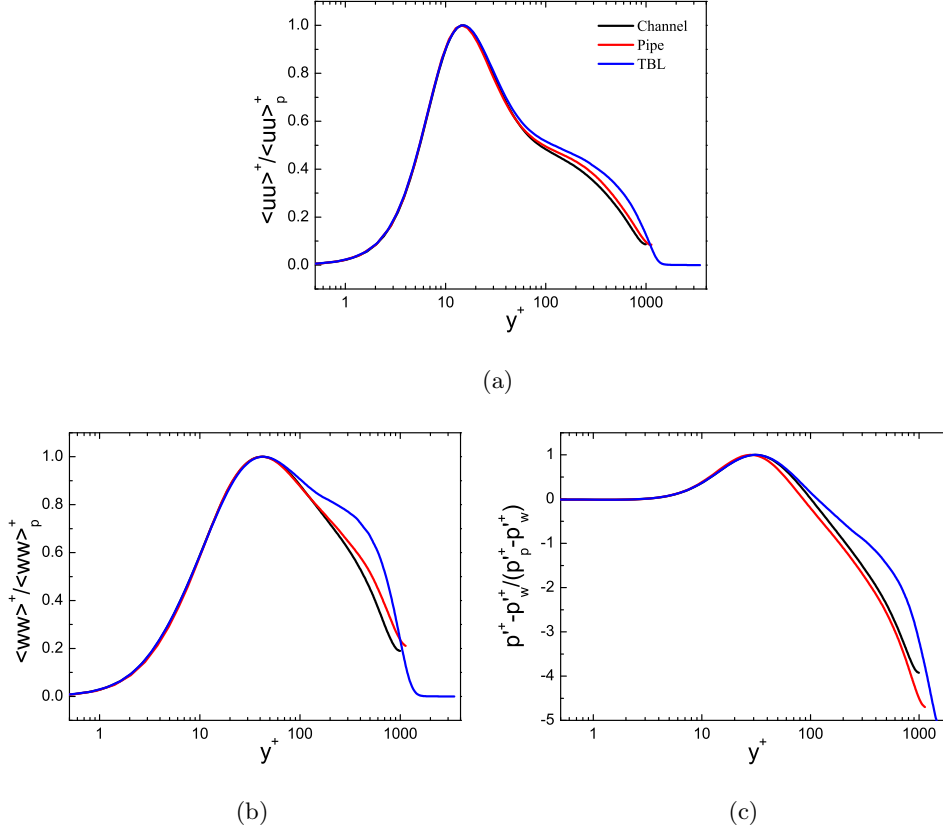 1.0
0.8
0.6
0.4
0.2
0.0
<uu>⁺/<uu>ₚ⁺
Channel
Pipe
TBL
1 10 100 1000
y⁺
(a)
1.0
0.8
0.6
0.4
0.2
0.0
<ww>⁺/<ww>ₚ⁺
1 10 100 1000
y⁺
(b)
1
0
-1
-2
-3
-4
-5
p'⁺-p'w⁺/(p'p⁺-p'w⁺)
1 10 100 1000
y⁺
(c)